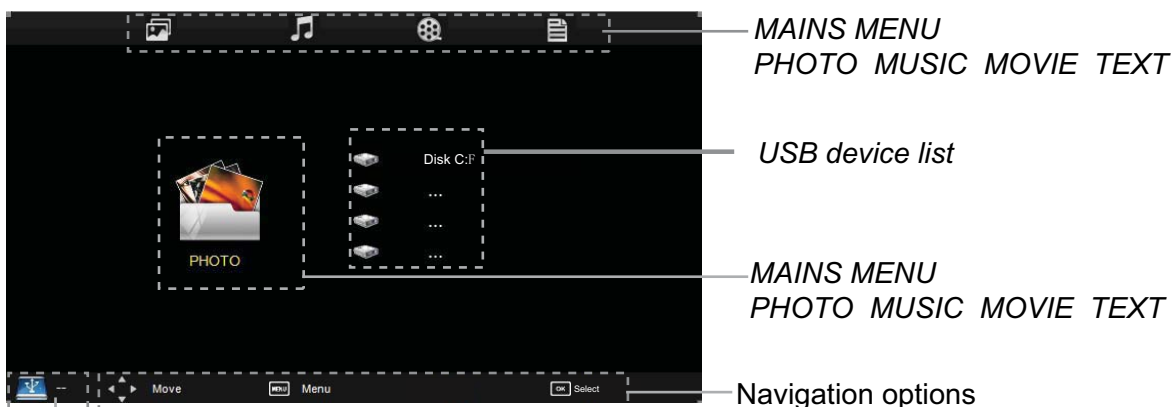 MAINS MENU
PHOTO MUSIC MOVIE TEXT
Disk C:
USB device list
...
...
...
PHOTO
MAINS MENU
PHOTO MUSIC MOVIE TEXT
-- Move MENU Menu OK Select
Navigation options